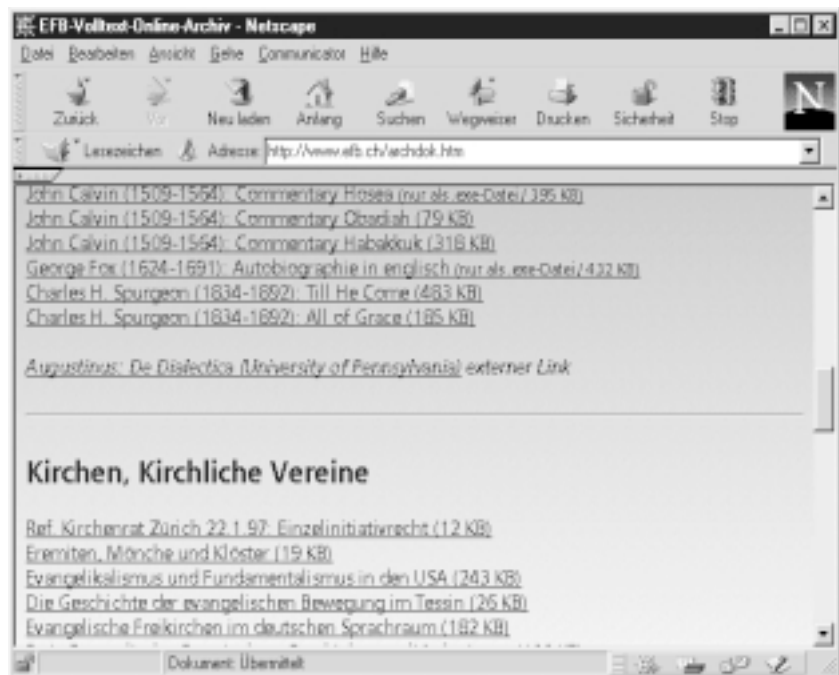 EFB-Volltext-Online-Archiv - Netscape
Datei Bearbeiten Ansicht Gehe Communicator Hilfe
Zurück Vor Neu laden Anfang Suchen Wegweiser Drucken Sicherheit Stop
N
Lesezeichen Adresse http://www.efb.ch/archdok.htm
John Calvin (1509-1564): Commentary Hosea (nur als .exe-Datei / 395 KB)
John Calvin (1509-1564): Commentary Obadiah (79 KB)
John Calvin (1509-1564): Commentary Habakkuk (318 KB)
George Fox (1624-1691): Autobiographie in englisch (nur als .exe-Datei / 432 KB)
Charles H. Spurgeon (1834-1892): Till He Come (483 KB)
Charles H. Spurgeon (1834-1892): All of Grace (185 KB)
Augustinus: De Dialectica (University of Pennsylvania) externer Link
Kirchen, Kirchliche Vereine
Ref. Kirchenrat Zürich 22.1.97: Einzelinitiativrecht (12 KB)
Eremiten, Mönche und Klöster (19 KB)
Evangelikalismus und Fundamentalismus in den USA (243 KB)
Die Geschichte der evangelischen Bewegung im Tessin (26 KB)
Evangelische Freikirchen im deutschen Sprachraum (182 KB)
Dokument: Übermittelt